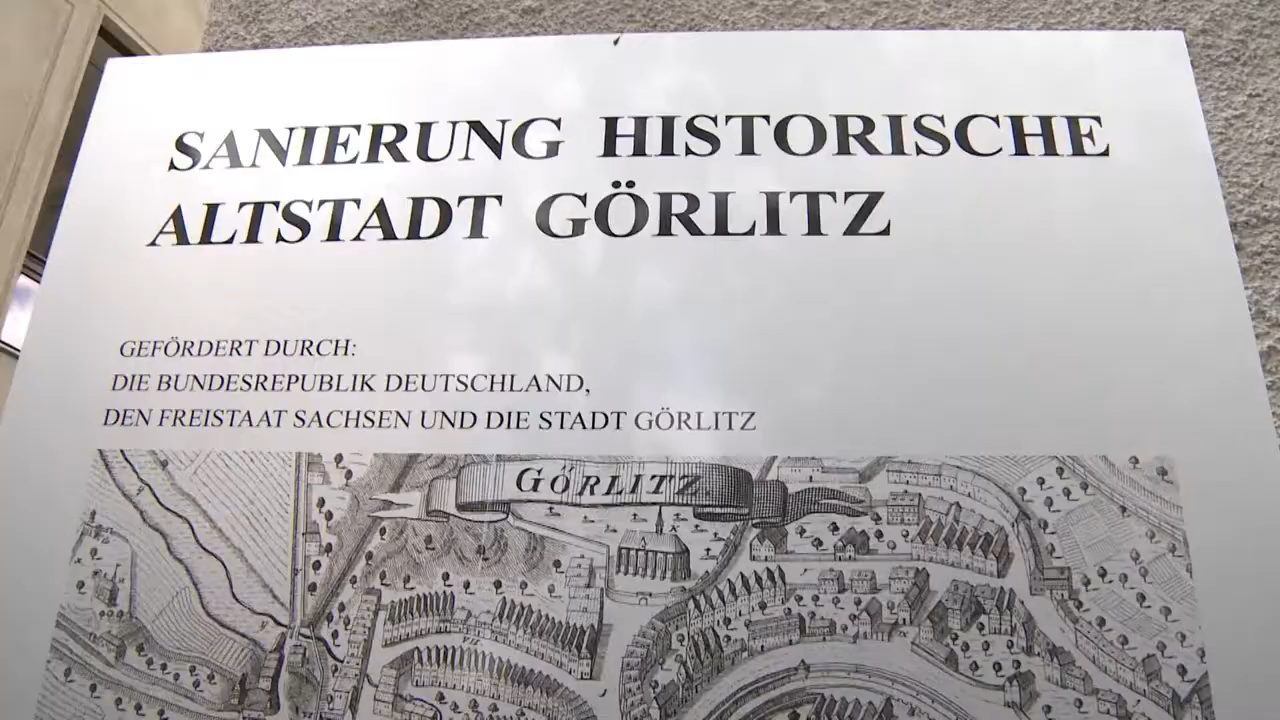 SANIERUNG HISTORISCHE
ALTSTADT GÖRLITZ
GEFÖRDERT DURCH:
DIE BUNDESREPUBLIK DEUTSCHLAND,
DEN FREISTAAT SACHSEN UND DIE STADT GÖRLITZ
GÖRLITZ